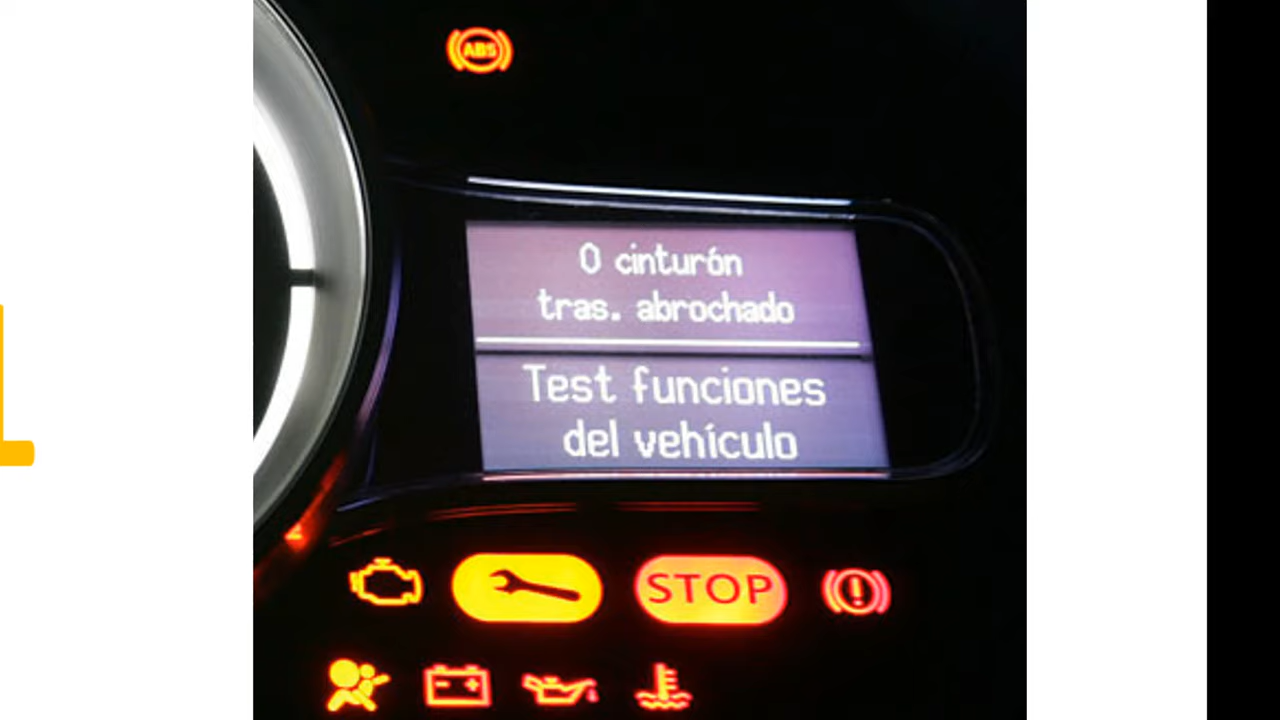 ABS
0 cinturón
tras. abrochado
Test funciones
del vehículo
STOP